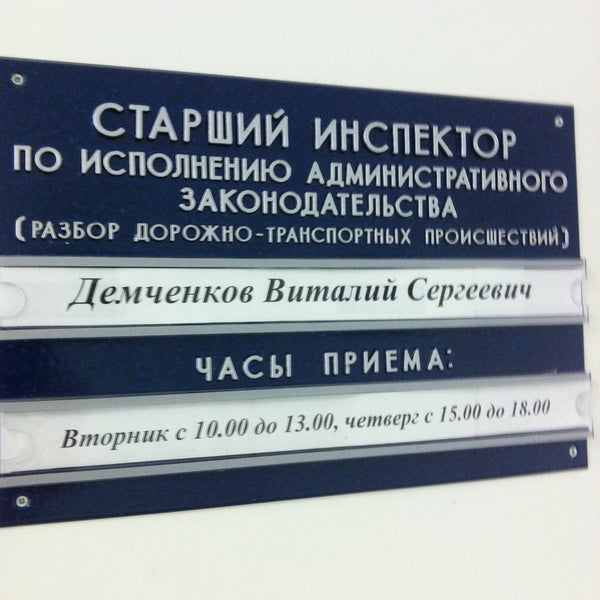 СТАРШИЙ ИНСПЕКТОР
ПО ИСПОЛНЕНИЮ АДМИНИСТРАТИВНОГО
ЗАКОНОДАТЕЛЬСТВА
(РАЗБОР ДОРОЖНО-ТРАНСПОРТНЫХ ПРОИСШЕСТВИЙ)
Демченков Виталий Сергеевич
ЧАСЫ ПРИЕМА:
Вторник с 10.00 до 13.00, четверг с 15.00 до 18.00